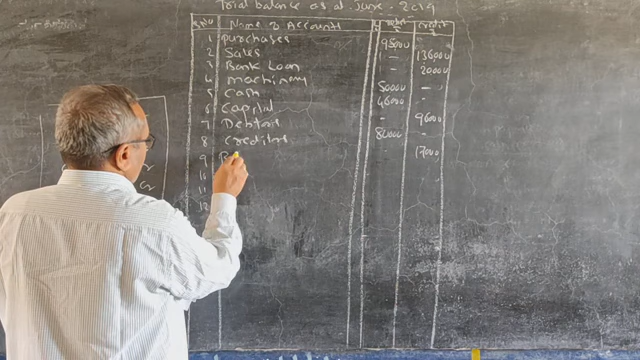 Trial balance as at June - 2019
S.No Name of Accounts Debit Credit
1 purchases 95000 -
2 Sales - 136000
3 Bank Loan - 20000
4 machinery 50000 -
5 Cash 46000 -
6 Capital - 96000
7 Debtors 80000 -
8 Creditors 17000
9
10
11
12
Cr